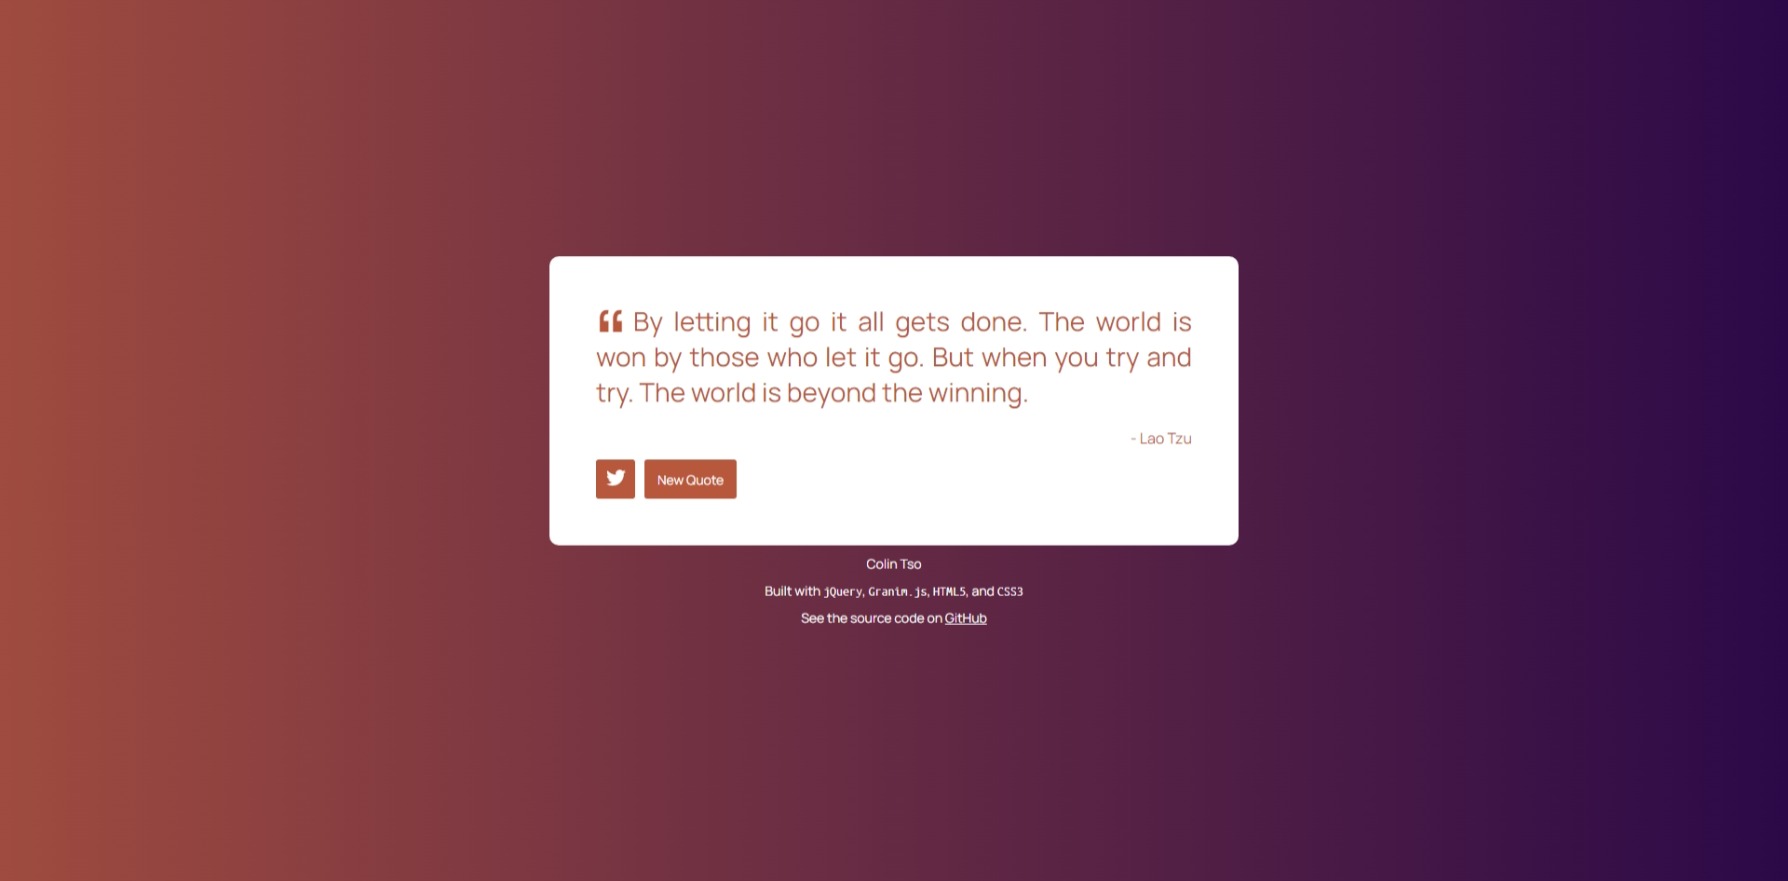 “ By letting it go it all gets done. The world is
won by those who let it go. But when you try and
try. The world is beyond the winning.
- Lao Tzu
New Quote
Colin Tso
Built with jQuery, Granim.js, HTML5, and CSS3
See the source code on GitHub